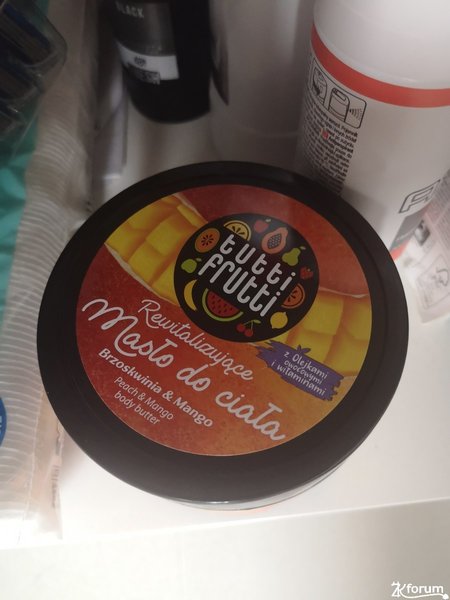 BLACK
tutti
frutti
Rewitalizujące
Masło do ciała
Brzoskwinia & Mango
Peach & Mango
body butter
z Olejkami
owocowymi
i witaminami
forum